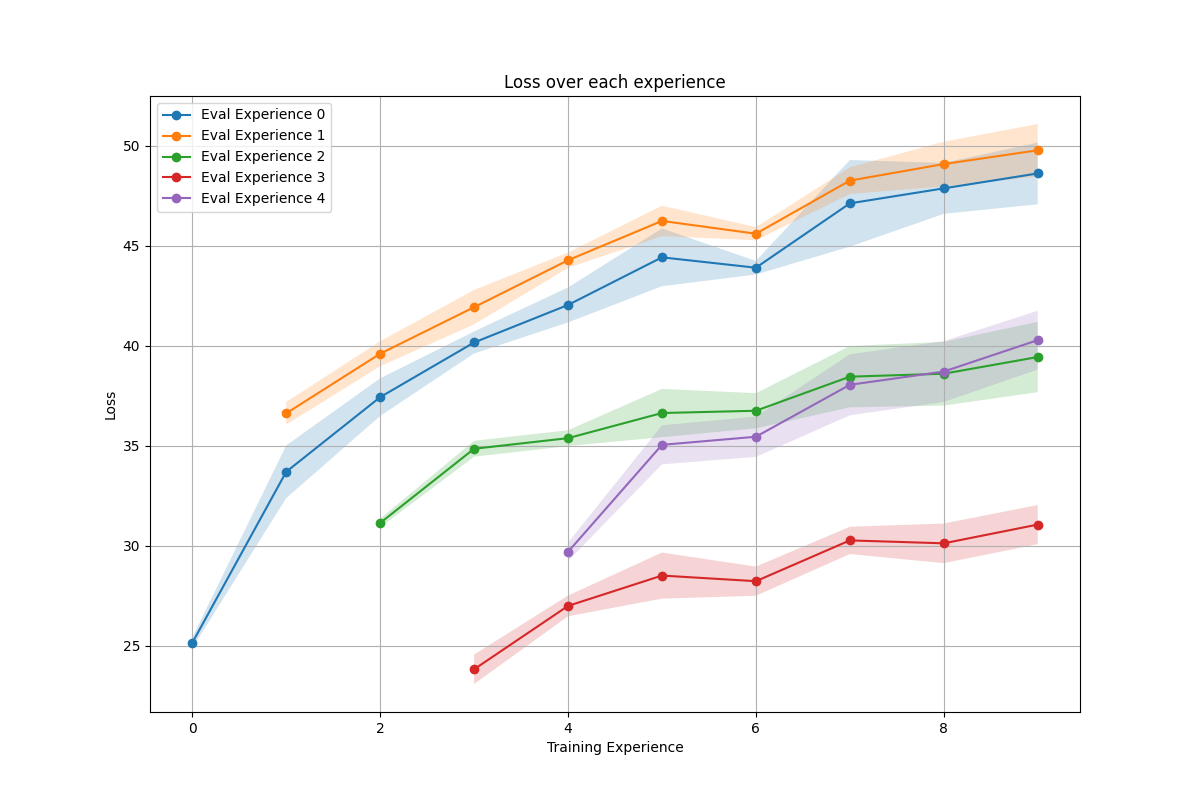 Loss over each experience
Eval Experience 0
Eval Experience 1
Eval Experience 2
Eval Experience 3
Eval Experience 4
Loss
50
45
40
35
30
25
0 2 4 6 8
Training Experience